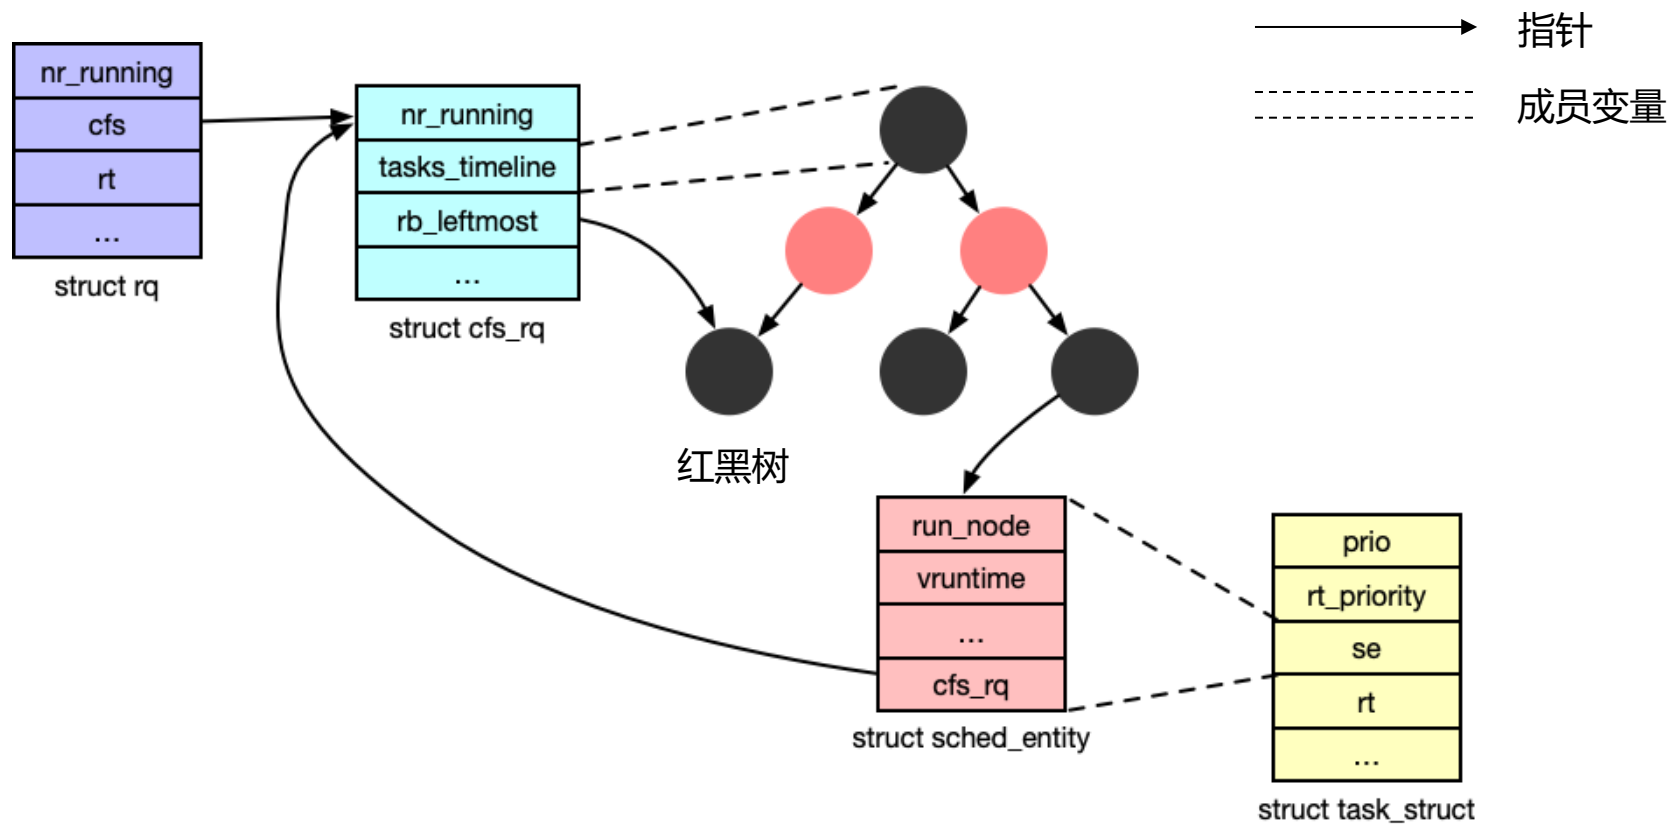 指针
成员变量
nr_running
cfs
rt
...
struct rq
nr_running
tasks_timeline
rb_leftmost
...
struct cfs_rq
红黑树
run_node
vruntime
...
cfs_rq
struct sched_entity
prio
rt_priority
se
rt
...
struct task_struct